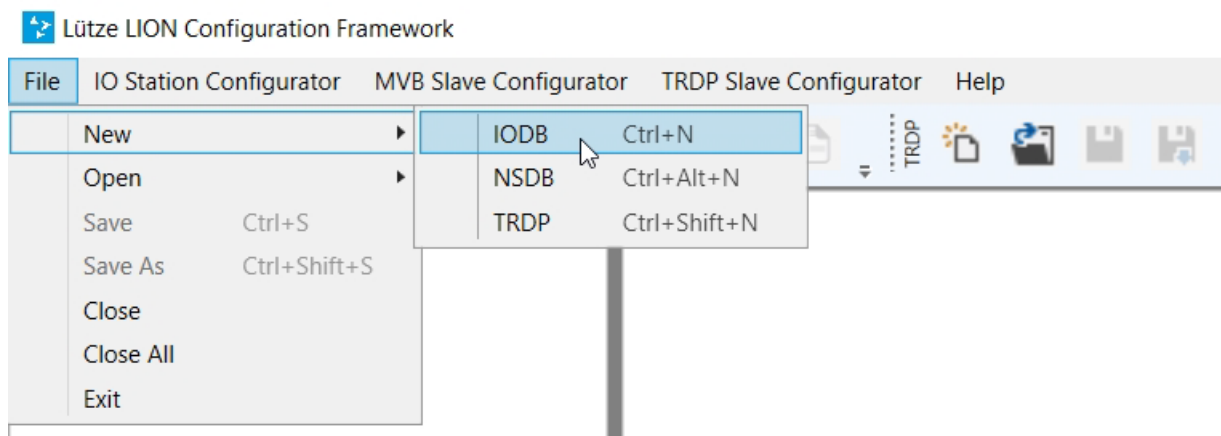 Lütze LION Configuration Framework
File IO Station Configurator MVB Slave Configurator TRDP Slave Configurator Help
New IODB Ctrl+N TRDP
Open NSDB Ctrl+Alt+N
Save Ctrl+S TRDP Ctrl+Shift+N
Save As Ctrl+Shift+S
Close
Close All
Exit